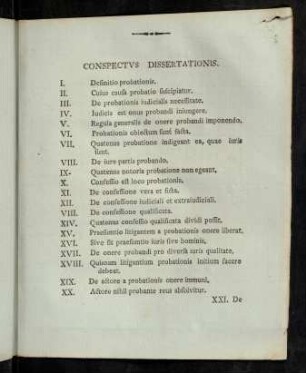 CONSPECTVS DISSERTATIONIS.
I. Definitio probationis.
II. Cuius caussa probatio suscipiatur.
III. De probationis iudicialis necessitate.
IV. Iudicis est onus probandi iniungere.
V. Regula generalis de onere probandi imponendo.
VI. Probationis obiectum sunt facta.
VII. Quatenus probatione indigeant ea, quae iuris
sunt.
VIII. De iure partis probando.
IX. Quatenus notoria probatione non egeant.
X. Confessio est loco probationis.
XI. De confessione vera et ficta.
XII. De confessione iudiciali et extraiudiciali.
VIII. De confessione qualificata.
XIV. Quatenus confessio qualificata dividi possit.
XV. Praesumtio litigantem a probationis onere liberat,
XVI. Sive sit praesumtio iuris sive hominis.
XVII. De onere probandi pro diversa iuris qualitate.
XVIII. Quisnam litigantium probationis initium facere
debeat.
XIX. De actore a probationis onere immuni,
XX. Actore nihil probante reus absolvitur.
XXI. De